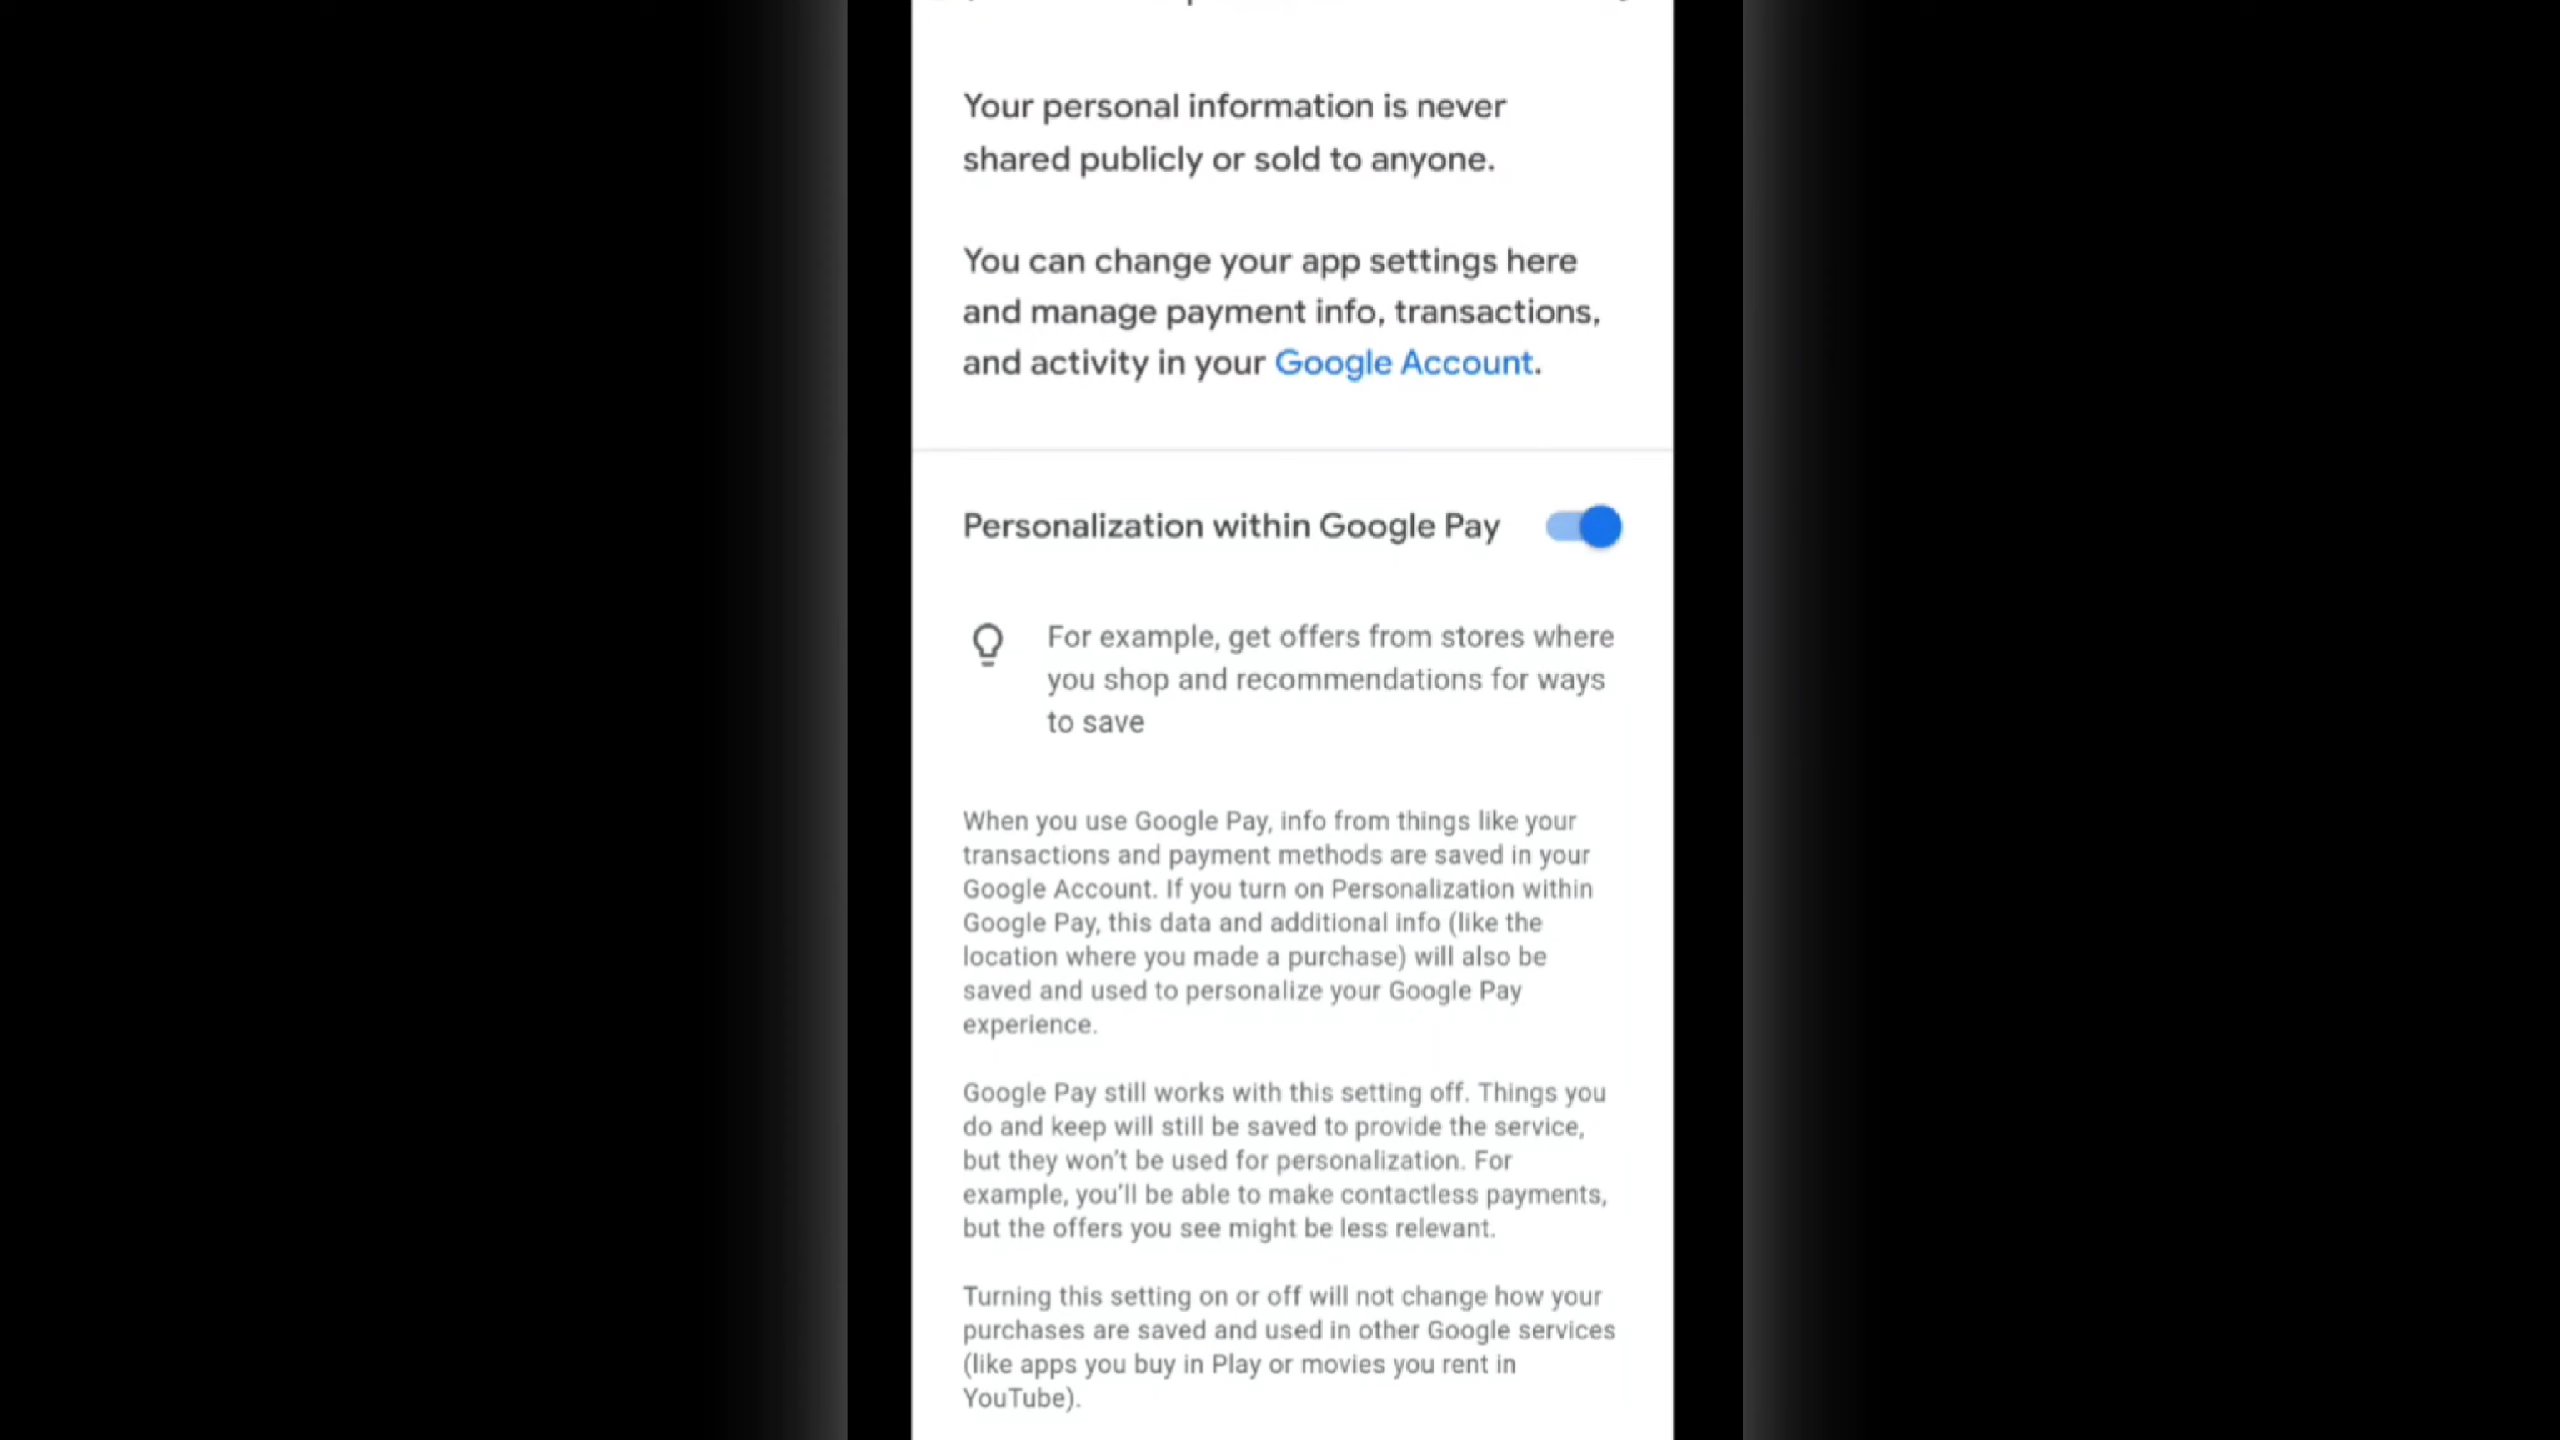 Your personal information is never
shared publicly or sold to anyone.
You can change your app settings here
and manage payment info, transactions,
and activity in your Google Account.
Personalization within Google Pay
For example, get offers from stores where
you shop and recommendations for ways
to save
When you use Google Pay, info from things like your
transactions and payment methods are saved in your
Google Account. If you turn on Personalization within
Google Pay, this data and additional info (like the
location where you made a purchase) will also be
saved and used to personalize your Google Pay
experience.
Google Pay still works with this setting off. Things you
do and keep will still be saved to provide the service,
but they won't be used for personalization. For
example, you'll be able to make contactless payments,
but the offers you see might be less relevant.
Turning this setting on or off will not change how your
purchases are saved and used in other Google services
(like apps you buy in Play or movies you rent in
YouTube).